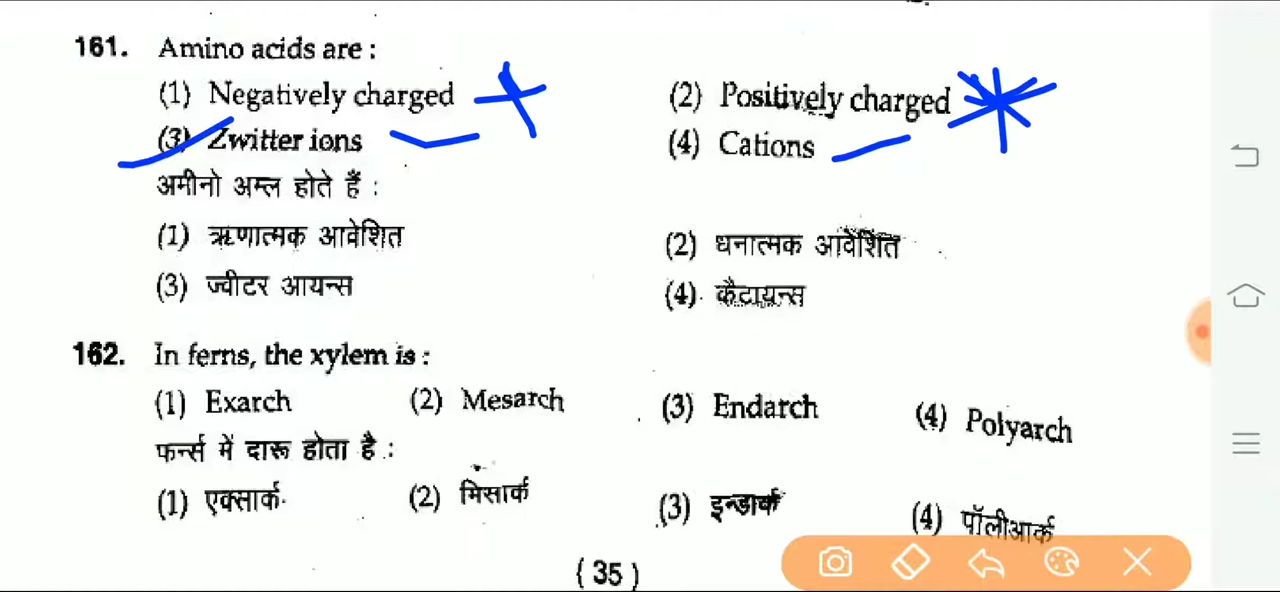 161. Amino acids are :
(1) Negatively charged (2) Positively charged
(3) Zwitter ions (4) Cations
अमीनो अम्ल होते हैं :
(1) ऋणात्मक आवेशित (2) धनात्मक आवेशित
(3) ज्वीटर आयन्स (4) कैटायन्स
162. In ferns, the xylem is :
(1) Exarch (2) Mesarch (3) Endarch (4) Polyarch
फर्न्स में दारू होता है :
(1) एक्सार्क (2) मिसार्क (3) इन्डार्क (4) पॉलीआर्क
( 35 )